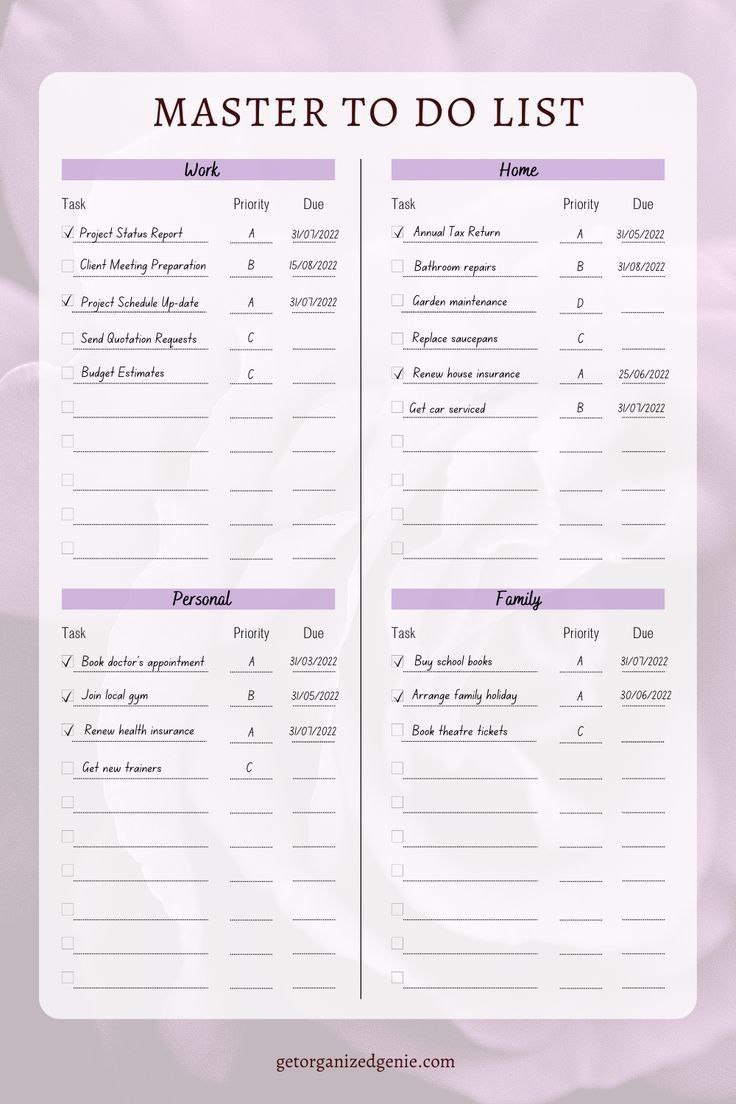 MASTER TO DO LIST
Work
Task Priority Due
✓ Project Status Report A 31/07/2022
Client Meeting Preparation B 15/08/2022
✓ Project Schedule Up-date A 31/07/2022
Send Quotation Requests C
Budget Estimates C
Home
Task Priority Due
✓ Annual Tax Return A 31/05/2022
Bathroom repairs B 31/08/2022
Garden maintenance D
Replace saucepans C
✓ Renew house insurance A 25/06/2022
Get car serviced B 31/07/2022
Personal
Task Priority Due
✓ Book doctor's appointment A 31/03/2022
✓ Join local gym B 31/05/2022
✓ Renew health insurance A 31/07/2022
Get new trainers C
Family
Task Priority Due
✓ Buy school books A 31/07/2022
✓ Arrange family holiday A 30/06/2022
Book theatre tickets C
getorganizedgenie.com